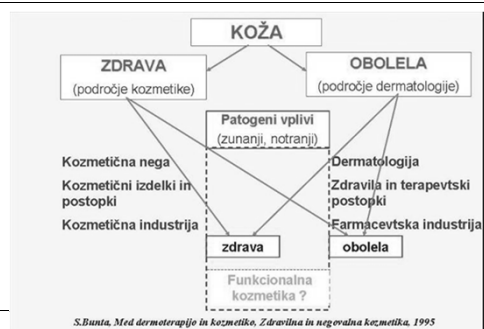 KOŽA
ZDRAVA
(področje kozmetike)
OBOLELA
(področje dermatologije)
Patogeni vplivi
(zunanji, notranji)
Kozmetična nega
Kozmetični izdelki in
postopki
Kozmetična industrija
Dermatologija
Zdravila in terapevtski
postopki
Farmacevtska industrija
zdrava
obolela
Funkcionalna
kozmetika ?
S.Bunta, Med dermoterapijo in kozmetiko, Zdravilna in negovalna kozmetika, 1995